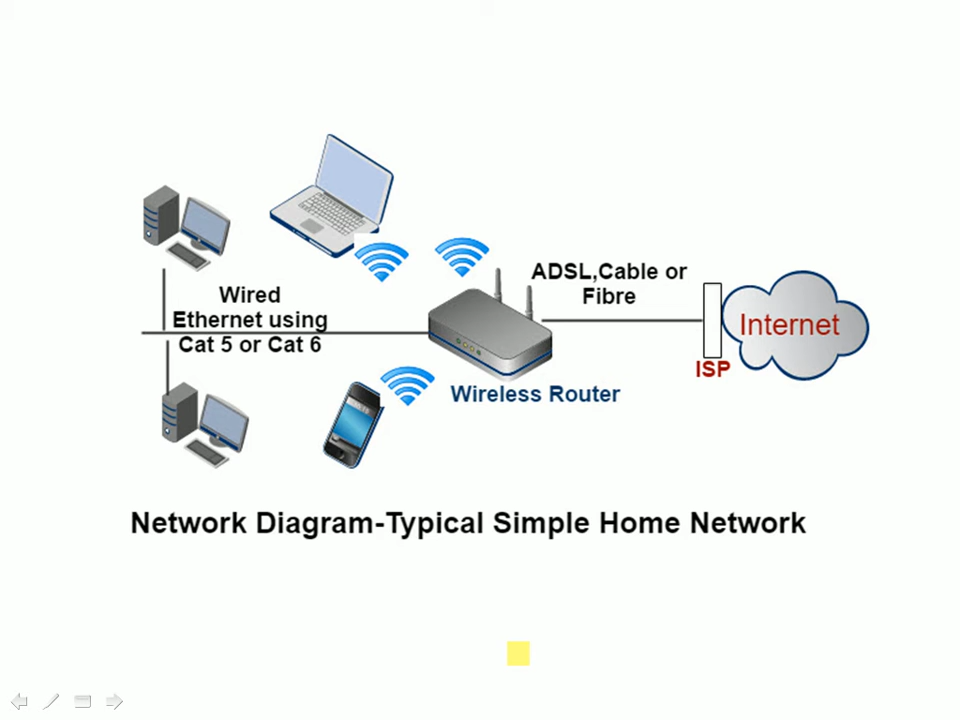 Wired
Ethernet using
Cat 5 or Cat 6
ADSL,Cable or
Fibre
Internet
ISP
Wireless Router
Network Diagram-Typical Simple Home Network